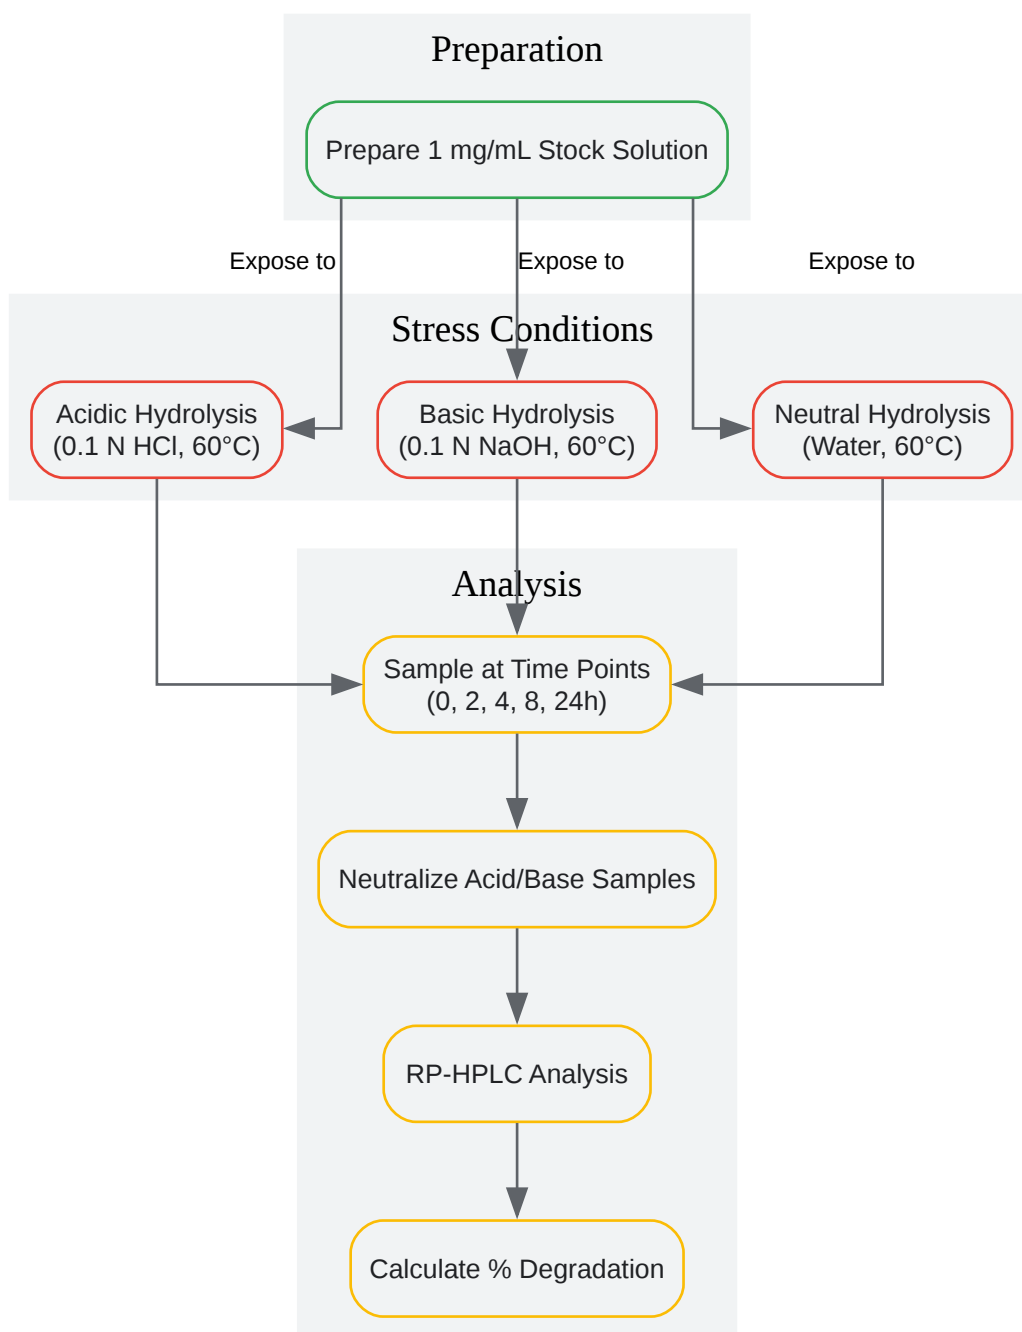 Preparation
Prepare 1 mg/mL Stock Solution
Expose to
Expose to
Expose to
Stress Conditions
Acidic Hydrolysis
(0.1 N HCl, 60°C)
Basic Hydrolysis
(0.1 N NaOH, 60°C)
Neutral Hydrolysis
(Water, 60°C)
Analysis
Sample at Time Points
(0, 2, 4, 8, 24h)
Neutralize Acid/Base Samples
RP-HPLC Analysis
Calculate % Degradation